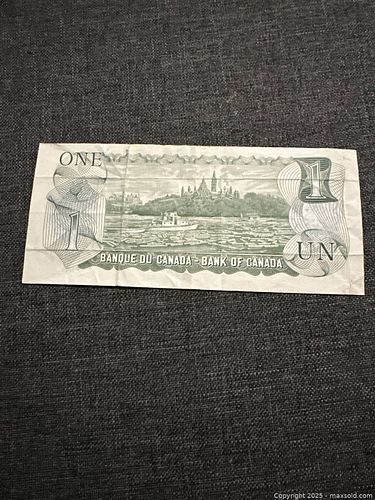 ONE
1
1
UN
BANQUE DU CANADA - BANK OF CANADA
Copyright 2025 - maxsold.com